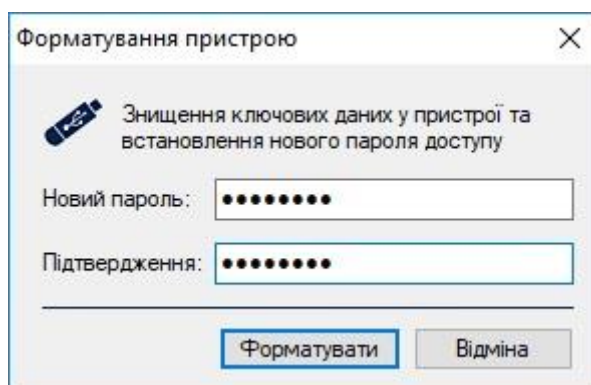 Форматування пристрою
Знищення ключових даних у пристрої та
встановлення нового пароля доступу
Новий пароль: ●●●●●●●●
Підтвердження: ●●●●●●●●
Форматувати Відміна